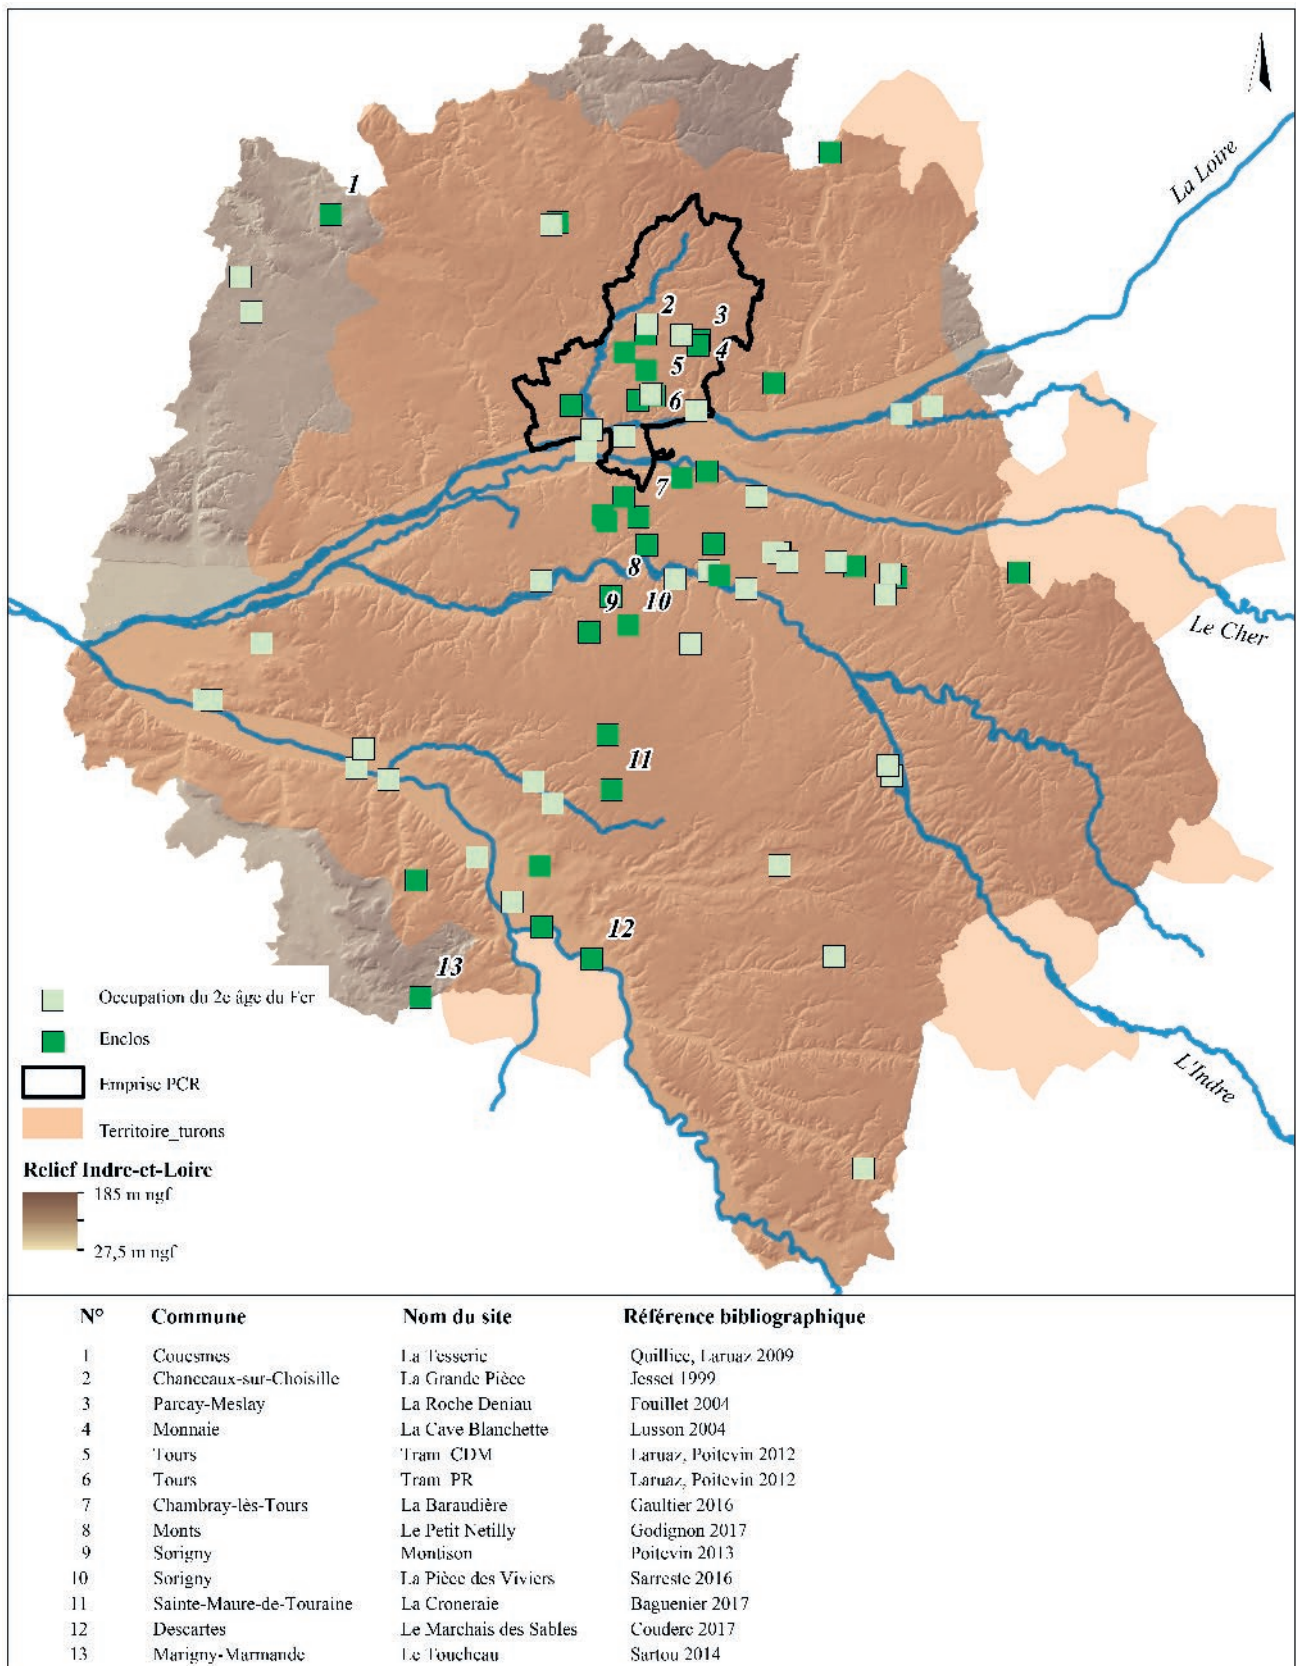 1
La Loire
2
3
4
5
6
7
8
9
10
Le Cher
11
12
13
L'Indre
Occupation du 2e âge du Fer
Enclos
Emprise PCR
Territoire_turons
Relief Indre-et-Loire
185 m ngf
27,5 m ngf
N° Commune Nom du site Référence bibliographique
1 Couesmes La Tesserie Quilliec, Laruaz 2009
2 Chanceaux-sur-Choisille La Grande Pièce Jesset 1999
3 Parcay-Meslay La Roche Deniau Fouillet 2004
4 Monnaie La Cave Blanchette Lusson 2004
5 Tours Tram CDM Laruaz, Poitevin 2012
6 Tours Tram PR Laruaz, Poitevin 2012
7 Chambray-lès-Tours La Baraudière Gaultier 2016
8 Monts Le Petit Netilly Godignon 2017
9 Sorigny Montison Poitevin 2013
10 Sorigny La Pièce des Viviers Sarreste 2016
11 Sainte-Maure-de-Touraine La Croneraie Baguenier 2017
12 Descartes Le Marchais des Sables Couderc 2017
13 Marigny-Marmande Le Toucheau Sartou 2014